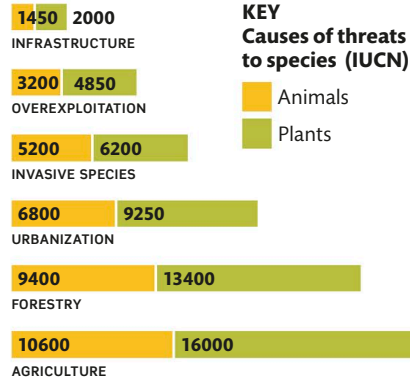 1450 2000
INFRASTRUCTURE
3200 4850
OVEREXPLOITATION
5200 6200
INVASIVE SPECIES
6800 9250
URBANIZATION
9400 13400
FORESTRY
10600 16000
AGRICULTURE
KEY
Causes of threats
to species (IUCN)
Animals
Plants